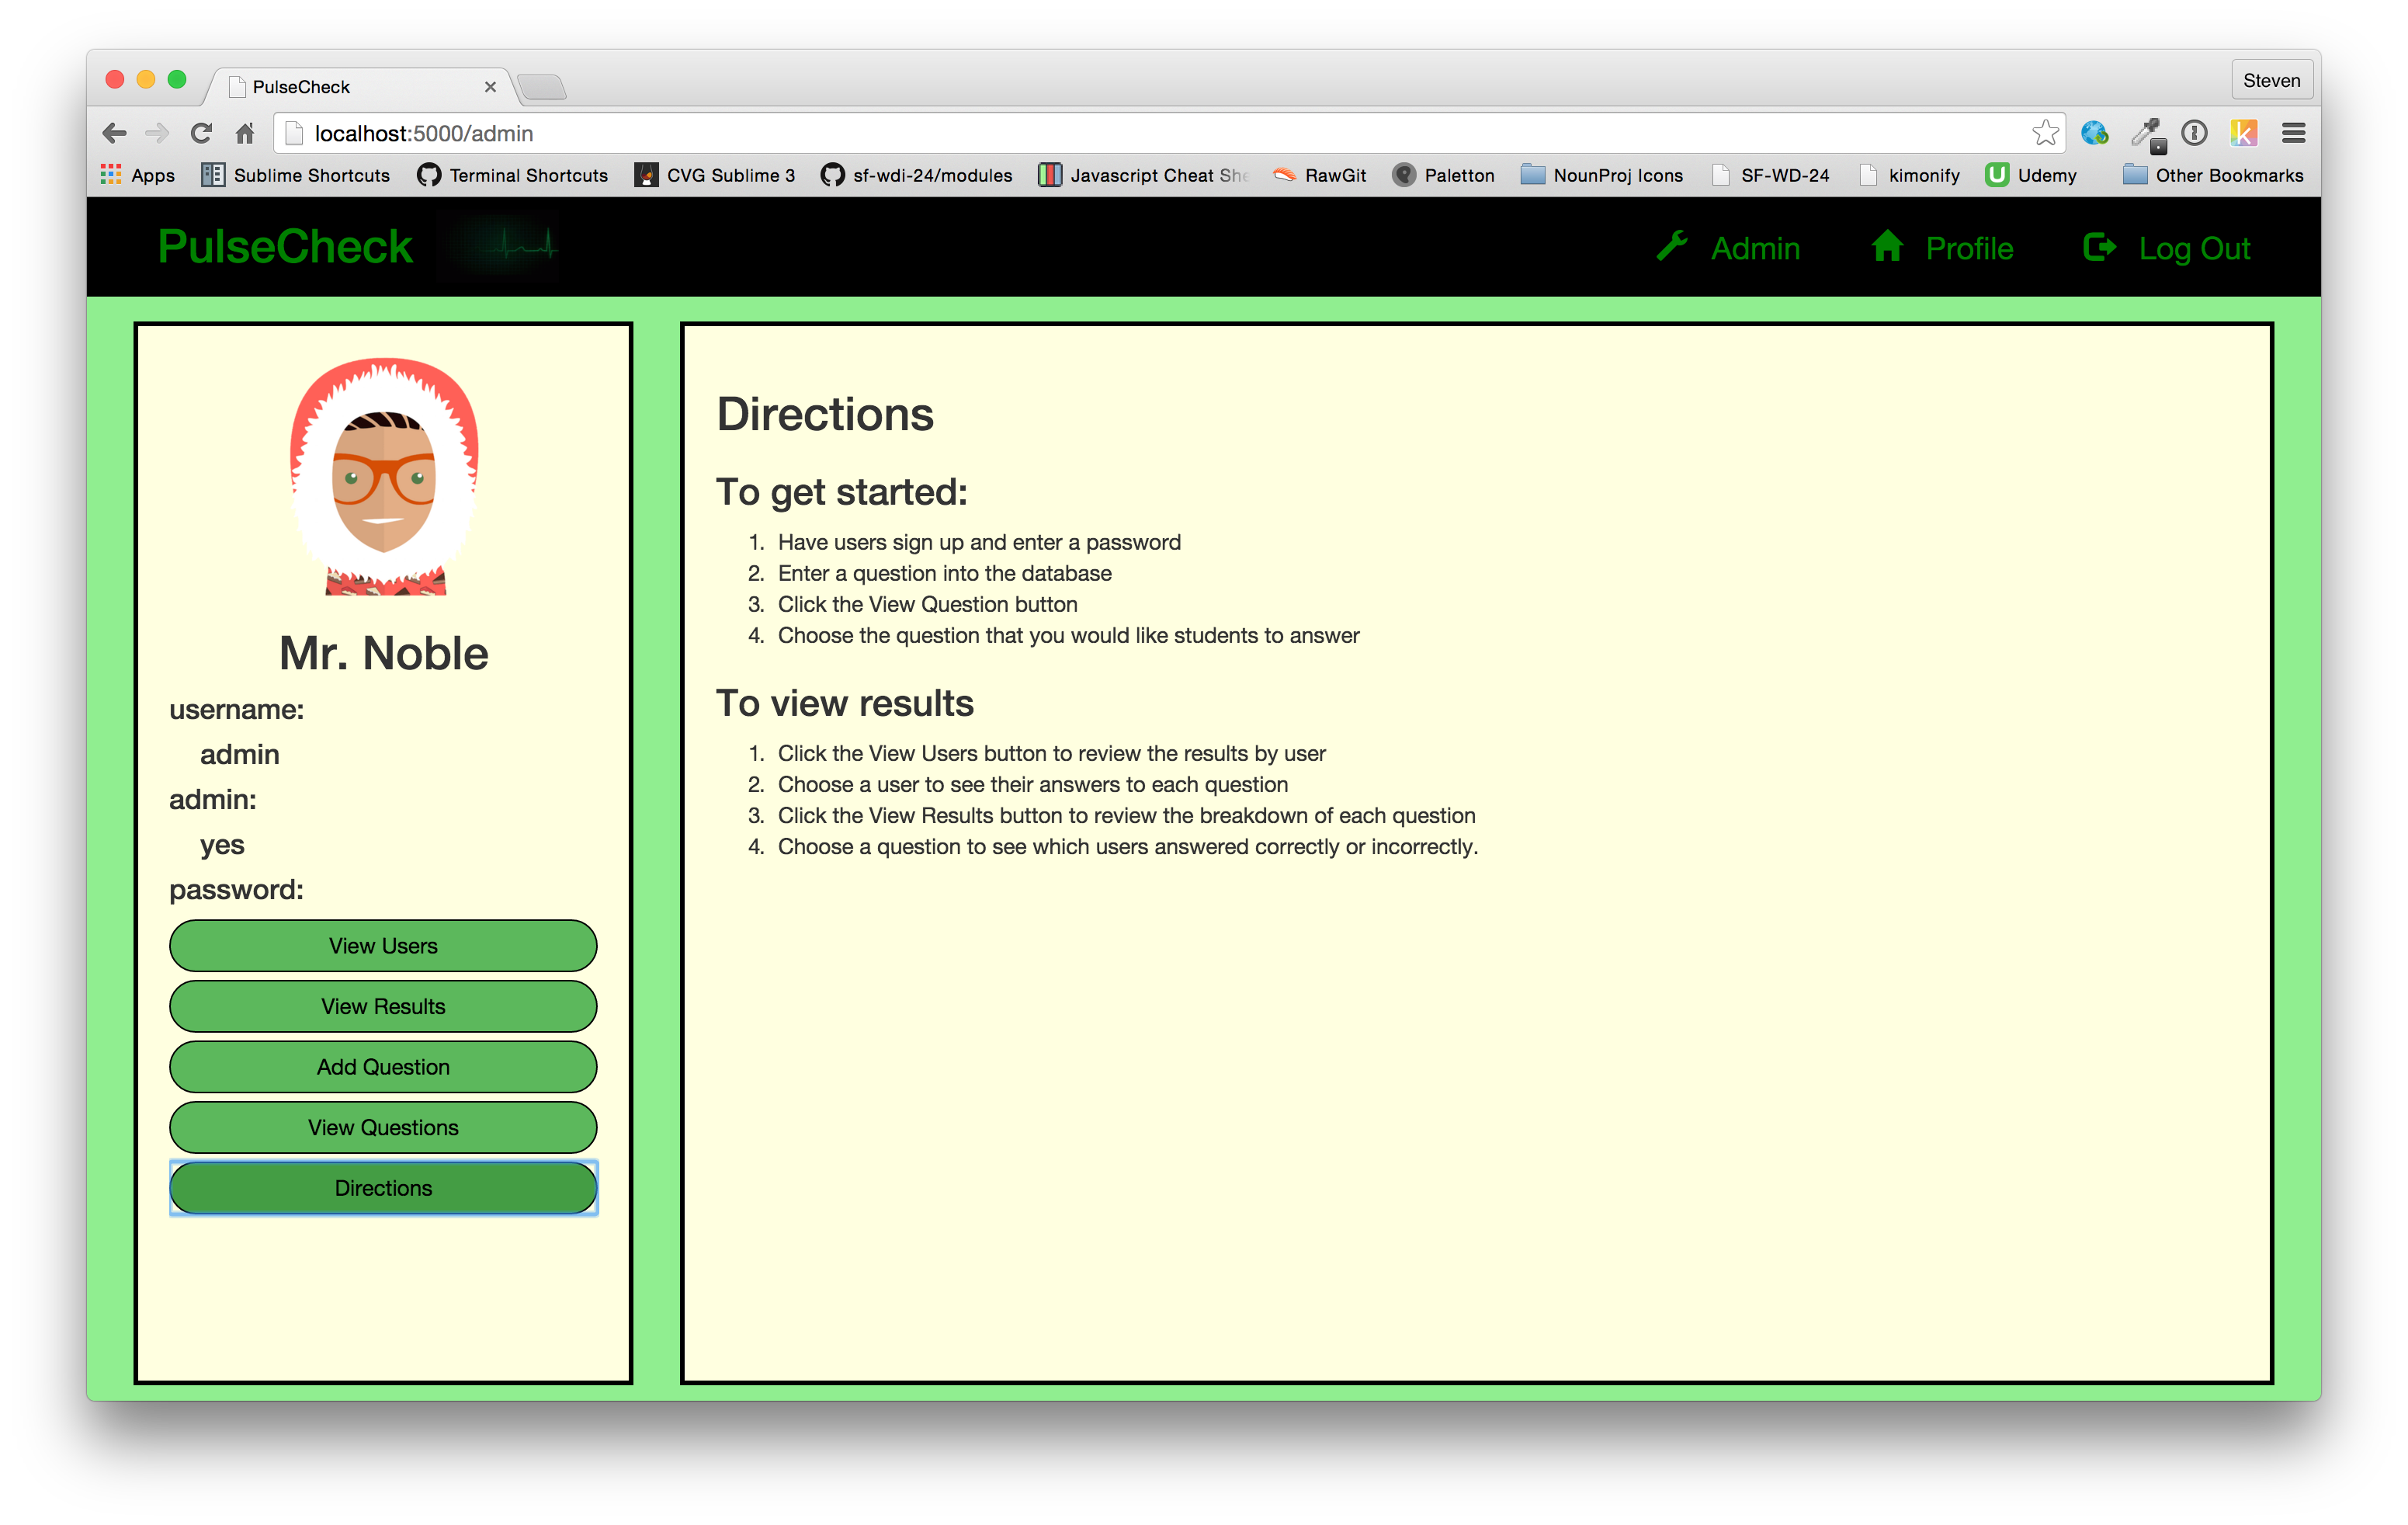 PulseCheck
Steven
localhost:5000/admin
Apps Sublime Shortcuts Terminal Shortcuts CVG Sublime 3 sf-wdi-24/modules Javascript Cheat She RawGit Paletton NounProj Icons SF-WD-24 kimonify Udemy Other Bookmarks
PulseCheck Admin Profile Log Out
Mr. Noble
username:
admin
admin:
yes
password:
View Users
View Results
Add Question
View Questions
Directions
Directions
To get started:
1. Have users sign up and enter a password
2. Enter a question into the database
3. Click the View Question button
4. Choose the question that you would like students to answer
To view results
1. Click the View Users button to review the results by user
2. Choose a user to see their answers to each question
3. Click the View Results button to review the breakdown of each question
4. Choose a question to see which users answered correctly or incorrectly.